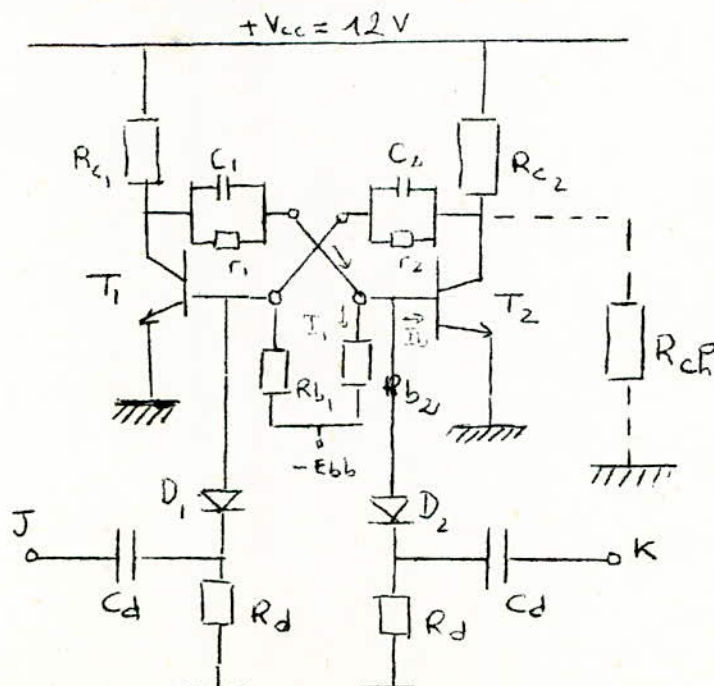 +Vcc = 12 V
Rc1
C1
C2
Rc2
r1
r2
T1
T2
I1
Ib
Rb1
Rb2
Rch
-Ebb
D1
D2
J
K
Cd
Rd
Rd
Cd